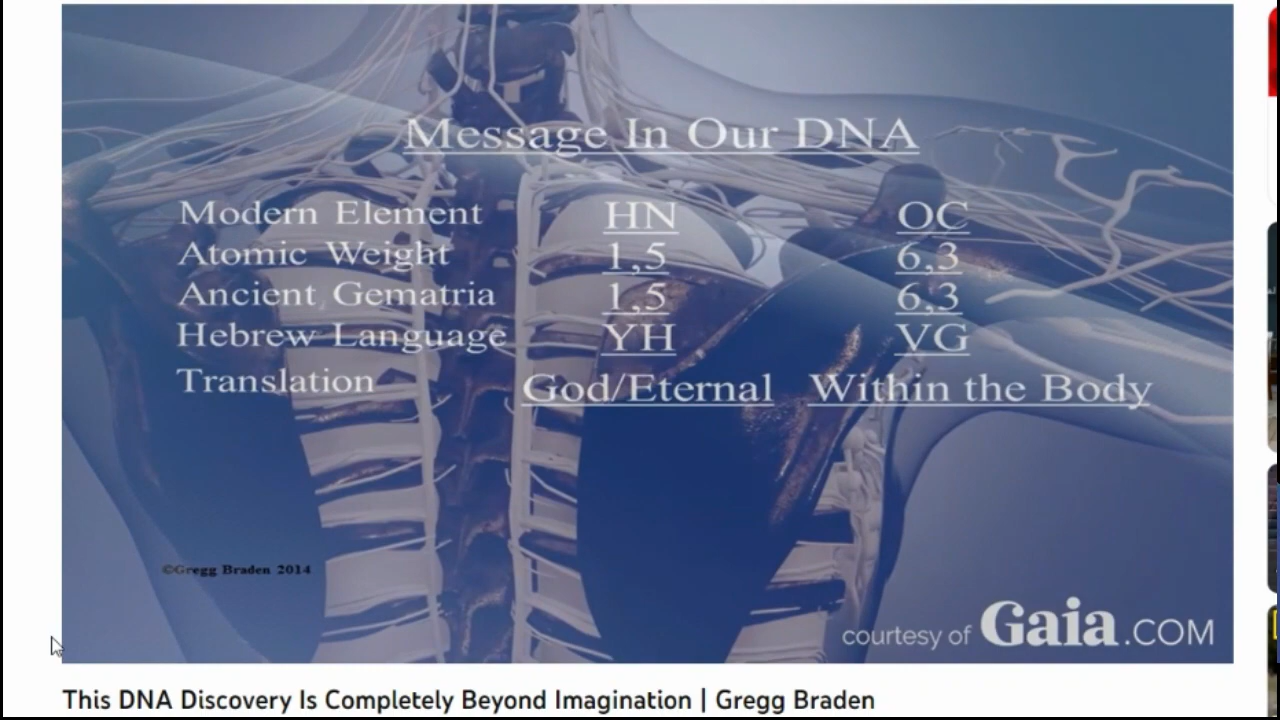 Message In Our DNA
Modern Element HN OC
Atomic Weight 1,5 6,3
Ancient Gematria 1,5 6,3
Hebrew Language YH VG
Translation God/Eternal Within the Body
©Gregg Braden 2014
courtesy of Gaia.COM
This DNA Discovery Is Completely Beyond Imagination | Gregg Braden